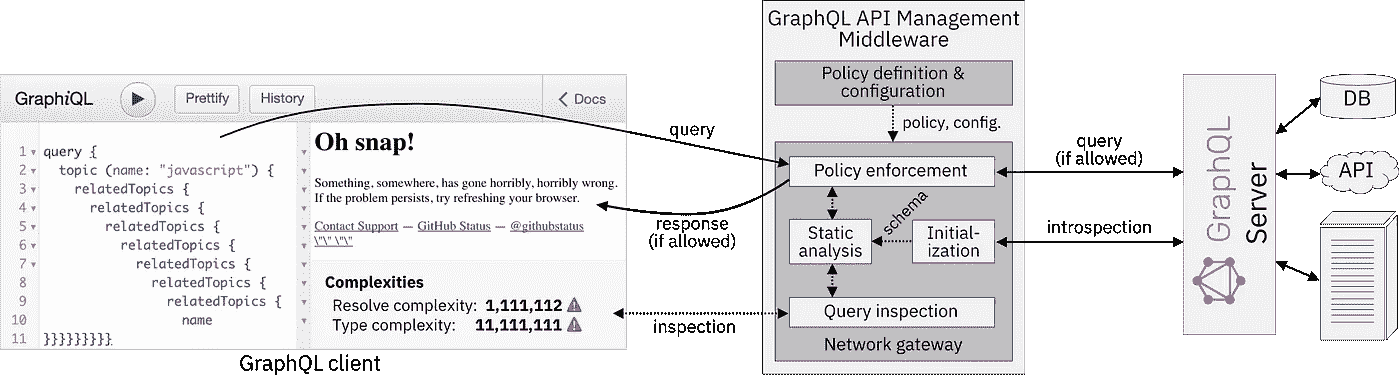 GraphiQL
Prettify
History
< Docs
1 query {
2 topic (name: "javascript") {
3 relatedTopics {
4 relatedTopics {
5 relatedTopics {
6 relatedTopics {
7 relatedTopics {
8 relatedTopics {
9 relatedTopics {
10 name
11 }}}}}}}}}
Oh snap!
Something, somewhere, has gone horribly, horribly wrong.
If the problem persists, try refreshing your browser.
Contact Support — GitHub Status — @githubstatus
\"\" \"\"\
Complexities
Resolve complexity: 1,111,112
Type complexity: 11,111,111
GraphQL client
query
response
(if allowed)
inspection
GraphQL API Management
Middleware
Policy definition &
configuration
policy, config.
Policy enforcement
schema
Static
analysis
Initial-
ization
Query inspection
Network gateway
query
(if allowed)
introspection
GraphQL
Server
DB
API